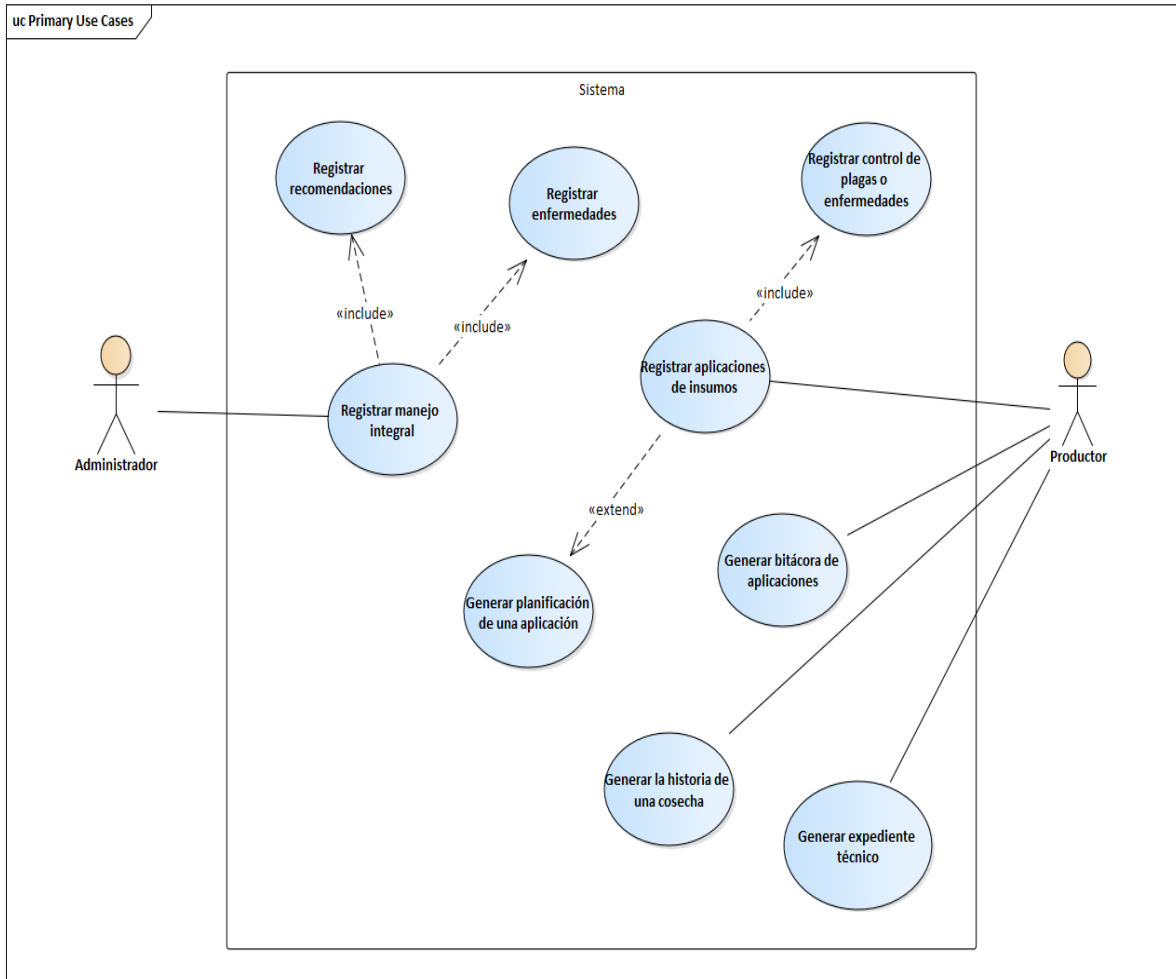 uc Primary Use Cases
Sistema
Registrar
recomendaciones
Registrar
enfermedades
Registrar control de
plagas o
enfermedades
«include»
«include»
«include»
Administrador
Registrar manejo
integral
Registrar aplicaciones
de insumos
Productor
«extend»
Generar planificación
de una aplicación
Generar bitácora de
aplicaciones
Generar la historia de
una cosecha
Generar expediente
técnico